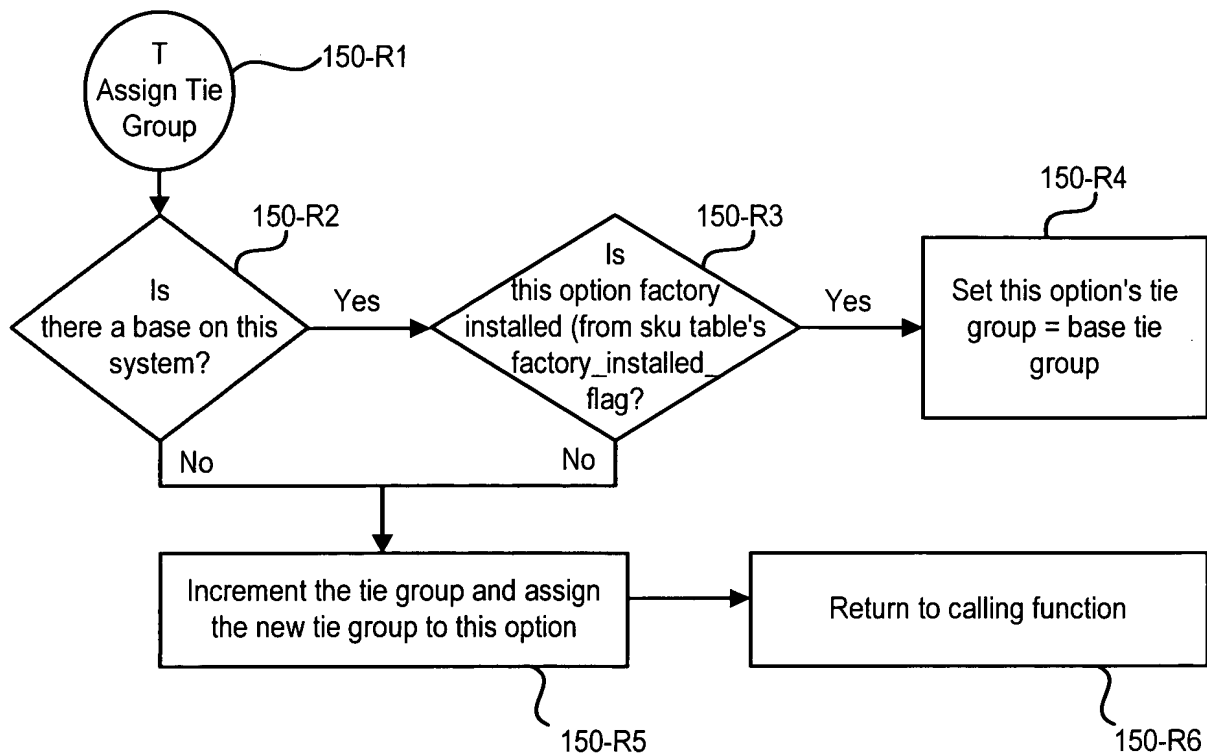 T
Assign Tie
Group
150-R1
150-R2
Is
there a base on this
system?
Yes
150-R3
Is
this option factory
installed (from sku table's
factory_installed_
flag?
Yes
150-R4
Set this option's tie
group = base tie
group
No
No
Increment the tie group and assign
the new tie group to this option
150-R5
Return to calling function
150-R6